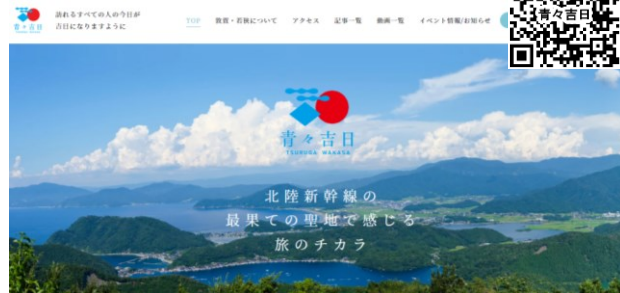 訪れるすべての人の今日が
吉日になりますように
青々吉日
TOP 敦賀・若狭について アクセス 記事一覧 動画一覧 イベント情報/お知らせ
青々吉日
青々吉日
TSURUGA WAKASA
北陸新幹線の
最果ての聖地で感じる
旅のチカラ